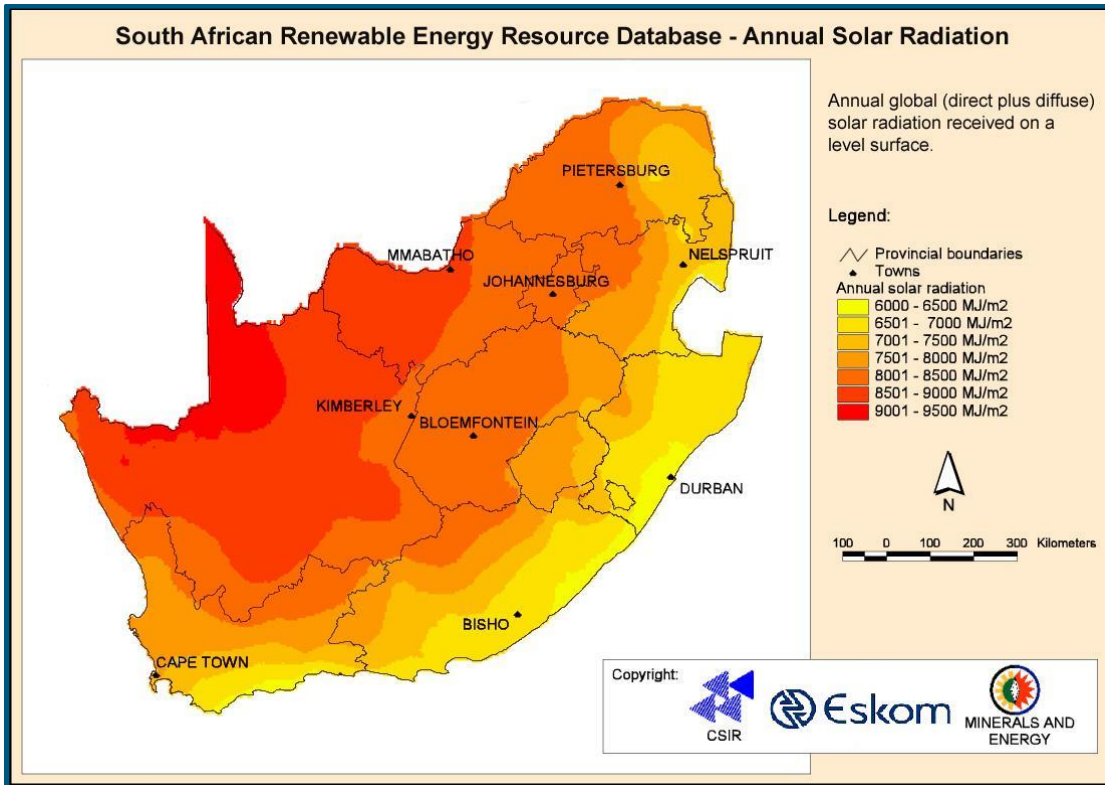 South African Renewable Energy Resource Database - Annual Solar Radiation
Annual global (direct plus diffuse)
solar radiation received on a
level surface.
PIETERSBURG
MMABATHO
NELSPRUIT
JOHANNESBURG
KIMBERLEY
BLOEMFONTEIN
DURBAN
BISHO
CAPE TOWN
Legend:
Provincial boundaries
Towns
Annual solar radiation
6000 - 6500 MJ/m2
6501 - 7000 MJ/m2
7001 - 7500 MJ/m2
7501 - 8000 MJ/m2
8001 - 8500 MJ/m2
8501 - 9000 MJ/m2
9001 - 9500 MJ/m2
N
100 0 100 200 300 Kilometers
Copyright:
CSIR
Eskom
MINERALS AND
ENERGY